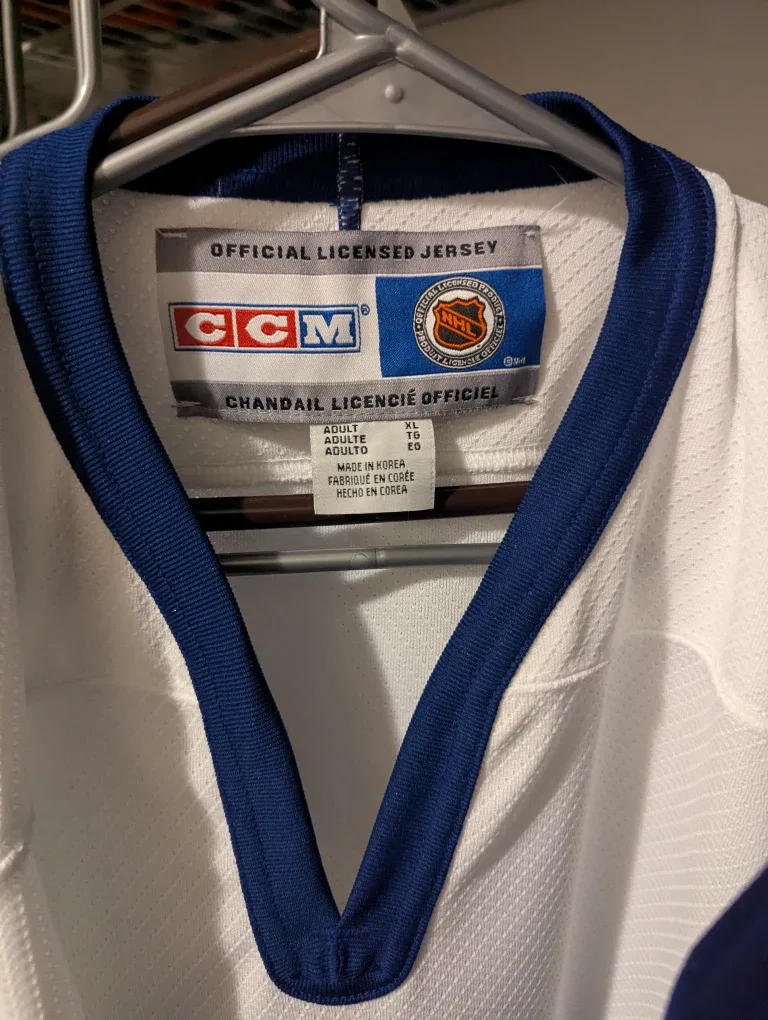 OFFICIAL LICENSED JERSEY
CCM®
OFFICIAL LICENSED PRODUCT
NHL
PRODUIT LICENCIÉ OFFICIEL
CHANDAIL LICENCIÉ OFFICIEL
ADULT XL
ADULTE TG
ADULTO EG
MADE IN KOREA
FABRIQUÉ EN CORÉE
HECHO EN COREA